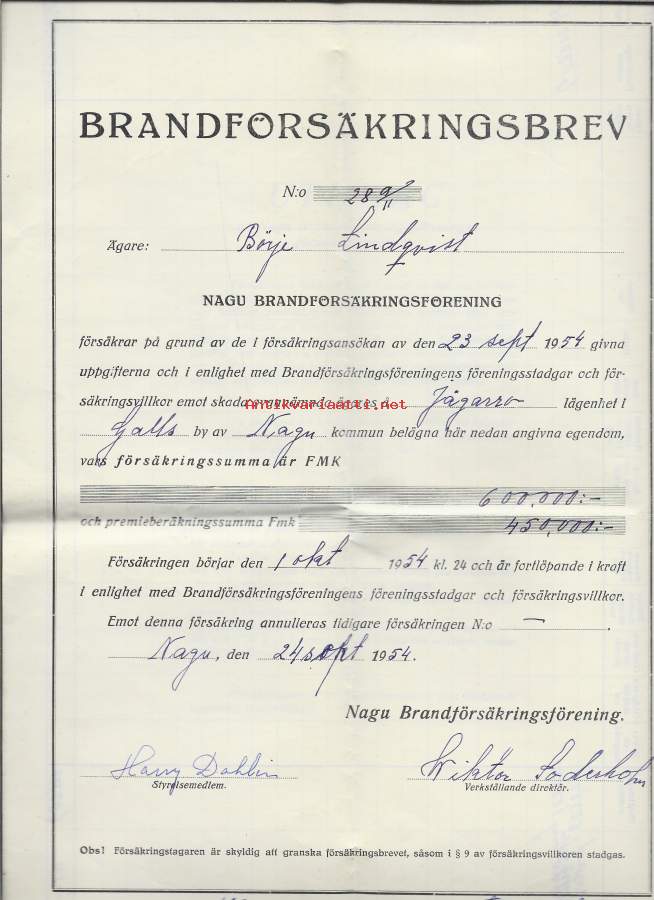 BRANDFÖRSÄKRINGSBREV
N:o 289/11
Ägare: Börje Lindqvist
NAGU BRANDFÖRSÄKRINGSFÖRENING
försäkrar på grund av de i försäkringsansökan av den 23 sept 1954 givna
uppgifterna och i enlighet med Brandförsäkringsföreningens föreningsstadgar och för-
säkringsvillkor emot skada lägenhet i
antikvariaatti.net
Galls by av Nagu kommun belägna här nedan angivna egendom,
vars försäkringssumma är FMK
600,000:-
och premieberäkningssumma Fmk 450,000:-
Försäkringen börjar den 1 okt 1954 kl. 24 och är fortlöpande i kraft
i enlighet med Brandförsäkringsföreningens föreningsstadgar och försäkringsvillkor.
Emot denna försäkring annulleras tidigare försäkringen N:o — .
Nagu, den 24 sept 1954.
Nagu Brandförsäkringsförening.
Harry Dahlin Wiktor Söderholm
Styrelsemedlem. Verkställande direktör.
Obs! Försäkringstagaren är skyldig att granska försäkringsbrevet, såsom i § 9 av försäkringsvillkoren stadgas.